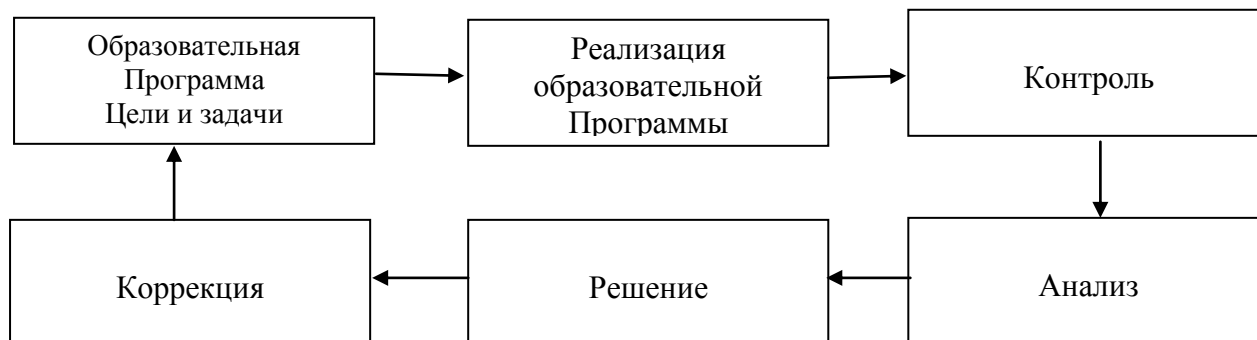 Образовательная
Программа
Цели и задачи
Реализация
образовательной
Программы
Контроль
Коррекция
Решение
Анализ